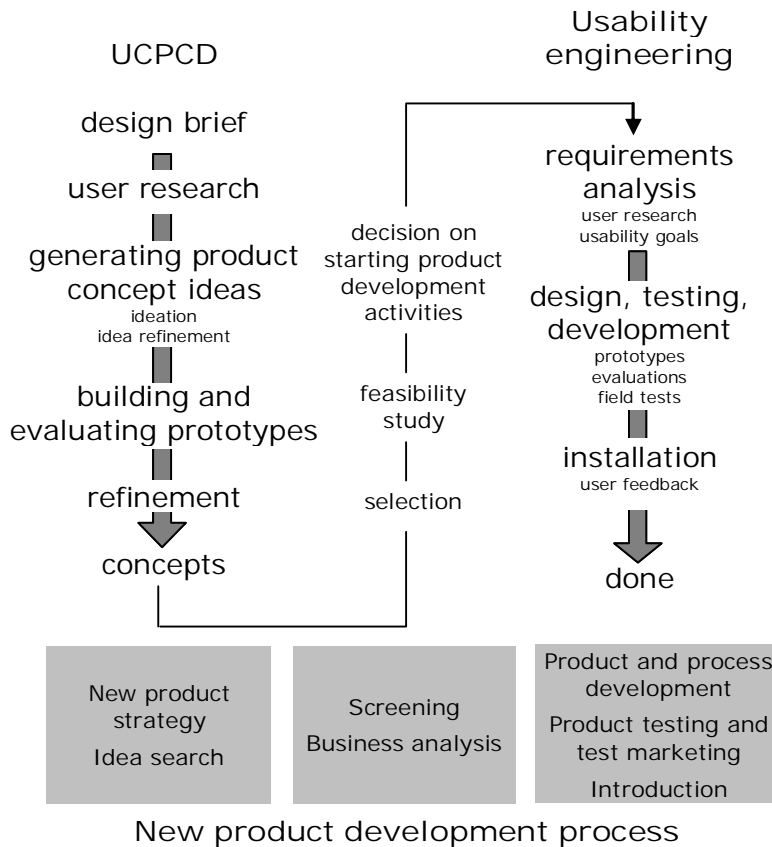 UCPCD
design brief
user research
generating product
concept ideas
ideation
idea refinement
building and
evaluating prototypes
refinement
concepts
decision on
starting product
development
activities
feasibility
study
selection
Usability
engineering
requirements
analysis
user research
usability goals
design, testing,
development
prototypes
evaluations
field tests
installation
user feedback
done
New product
strategy
Idea search
Screening
Business analysis
Product and process
development
Product testing and
test marketing
Introduction
New product development process